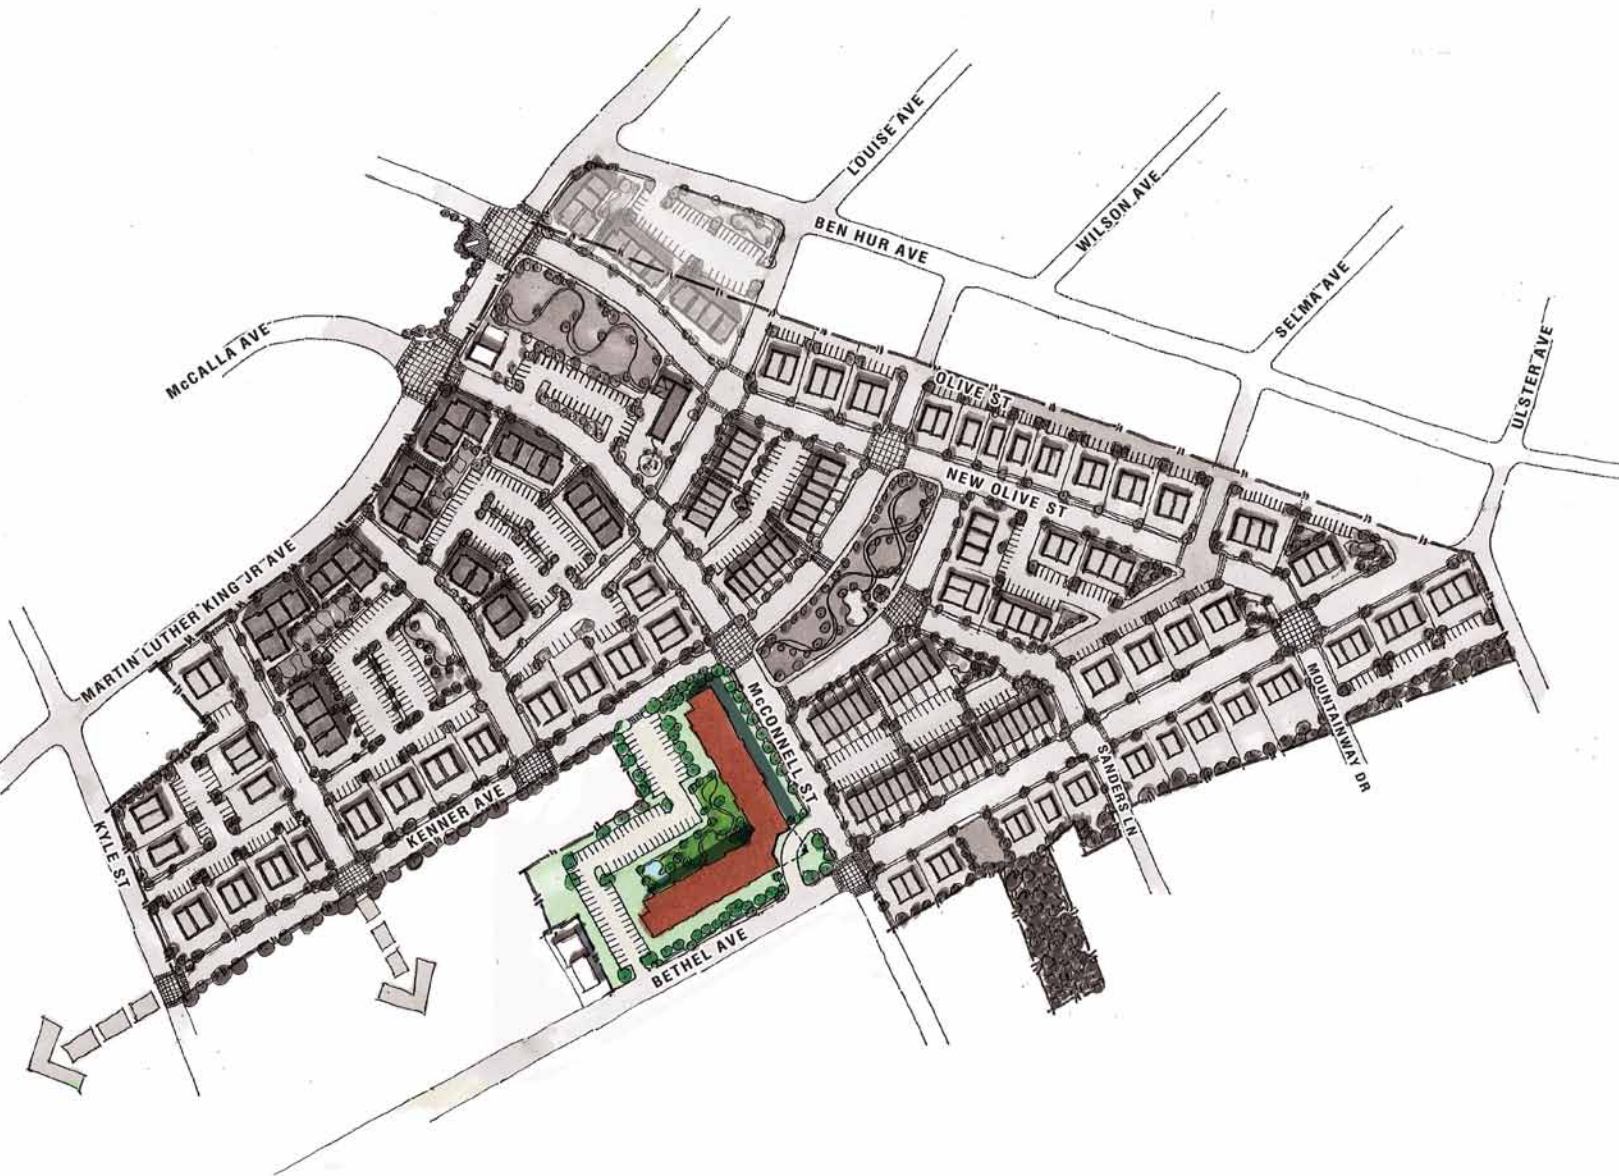 LOUISE AVE
WILSON AVE
BEN HUR AVE
SELMA AVE
ULSTER AVE
McCALLA AVE
OLIVE ST
NEW OLIVE ST
MARTIN LUTHER KING JR AVE
McCONNELL ST
MOUNTAINWAY DR
SANDERS LN
KENNER AVE
KYLE ST
BETHEL AVE